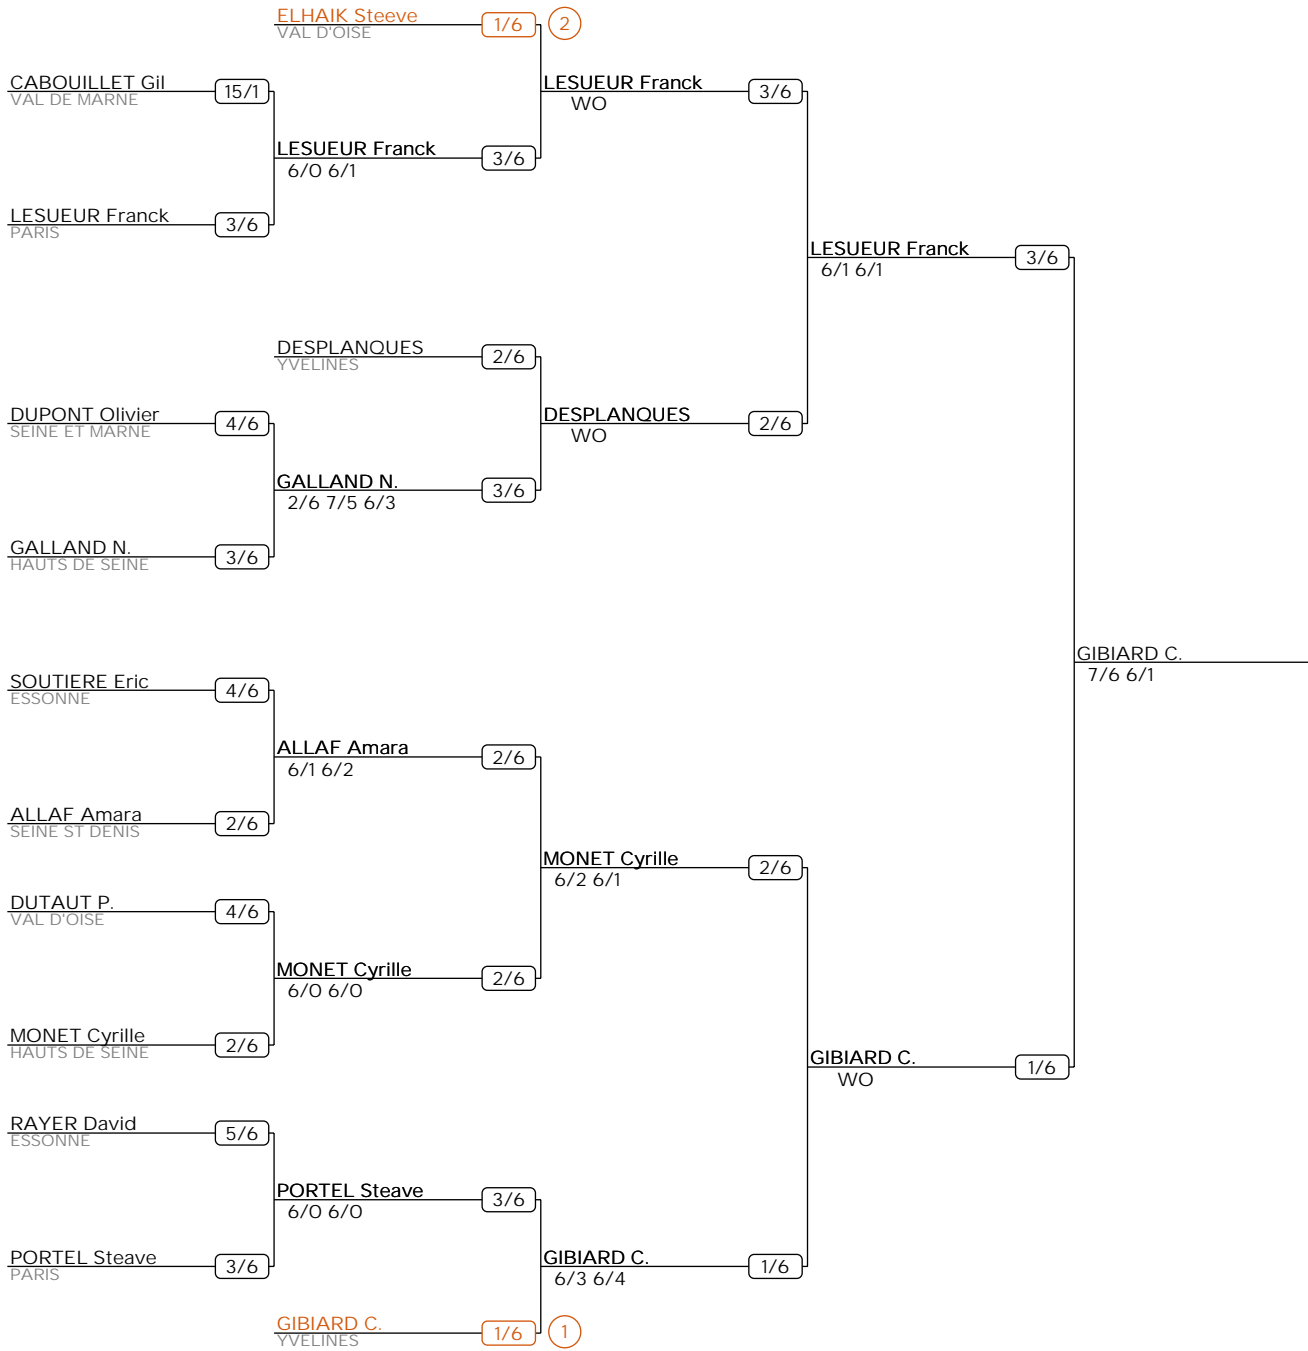 ELHAIK Steeve 1/6 2
VAL D'OISE
CABOUILLET Gil 15/1
VAL DE MARNE
LESUEUR Franck 3/6
WO
LESUEUR Franck 3/6
6/0 6/1
LESUEUR Franck 3/6
PARIS
LESUEUR Franck 3/6
6/1 6/1
DESPLANQUES 2/6
YVELINES
DUPONT Olivier 4/6
SEINE ET MARNE
DESPLANQUES 2/6
WO
GALLAND N. 3/6
2/6 7/5 6/3
GALLAND N. 3/6
HAUTS DE SEINE
GIBIARD C.
7/6 6/1
SOUTIERE Eric 4/6
ESSONNE
ALLAF Amara 2/6
6/1 6/2
ALLAF Amara 2/6
SEINE ST DENIS
MONET Cyrille 2/6
6/2 6/1
DUTAUT P. 4/6
VAL D'OISE
MONET Cyrille 2/6
6/0 6/0
MONET Cyrille 2/6
HAUTS DE SEINE
GIBIARD C. 1/6
WO
RAYER David 5/6
ESSONNE
PORTEL Steave 3/6
6/0 6/0
PORTEL Steave 3/6
PARIS
GIBIARD C. 1/6
6/3 6/4
GIBIARD C. 1/6 1
YVELINES